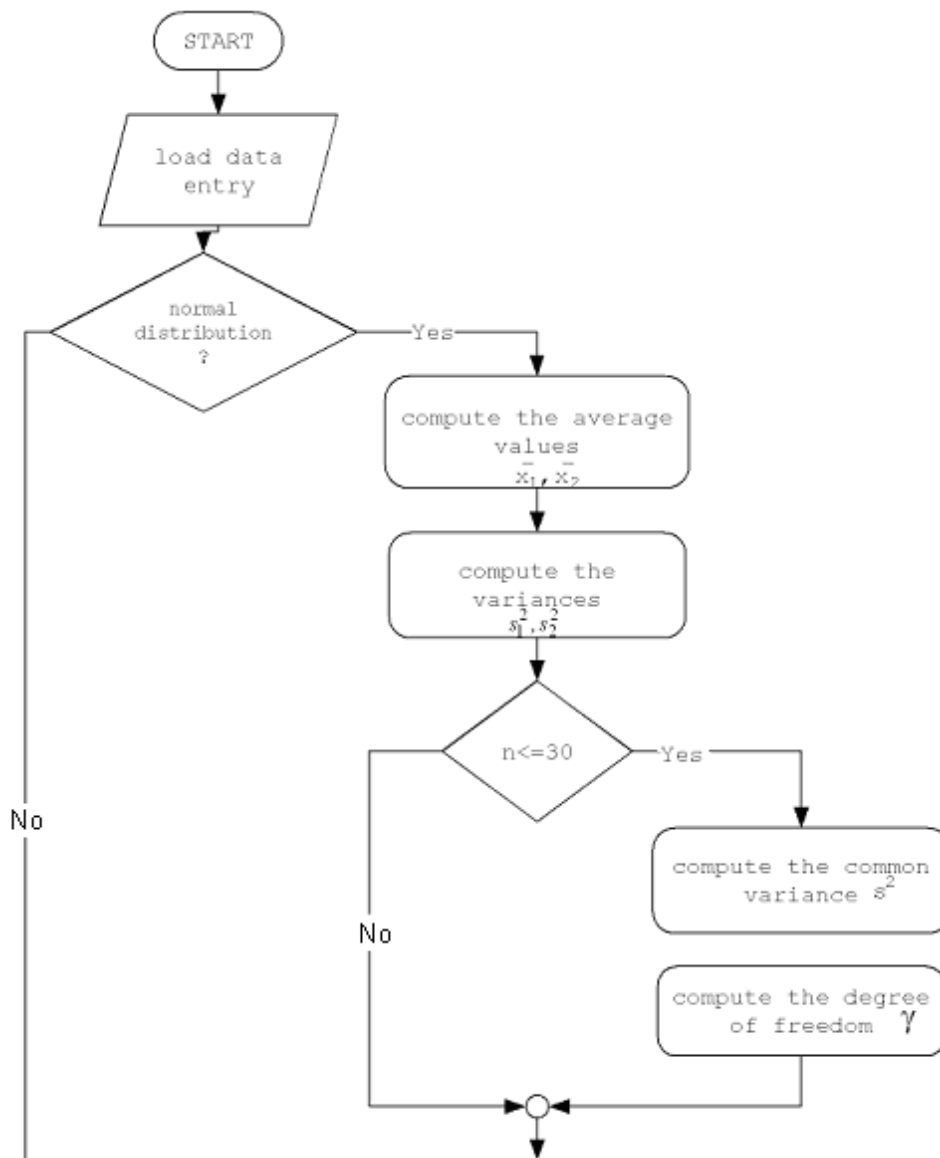 START
load data
entry
normal
distribution
?
Yes
compute the average
values
x̄₁, x̄₂
compute the
variances
s₁², s₂²
n<=30
Yes
No
compute the common
variance s²
No
compute the degree
of freedom γ